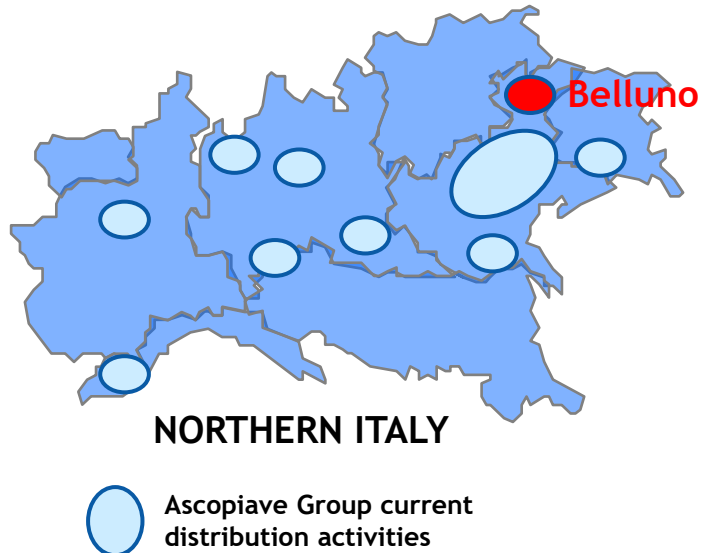 Belluno
NORTHERN ITALY
Ascopiave Group current
distribution activities